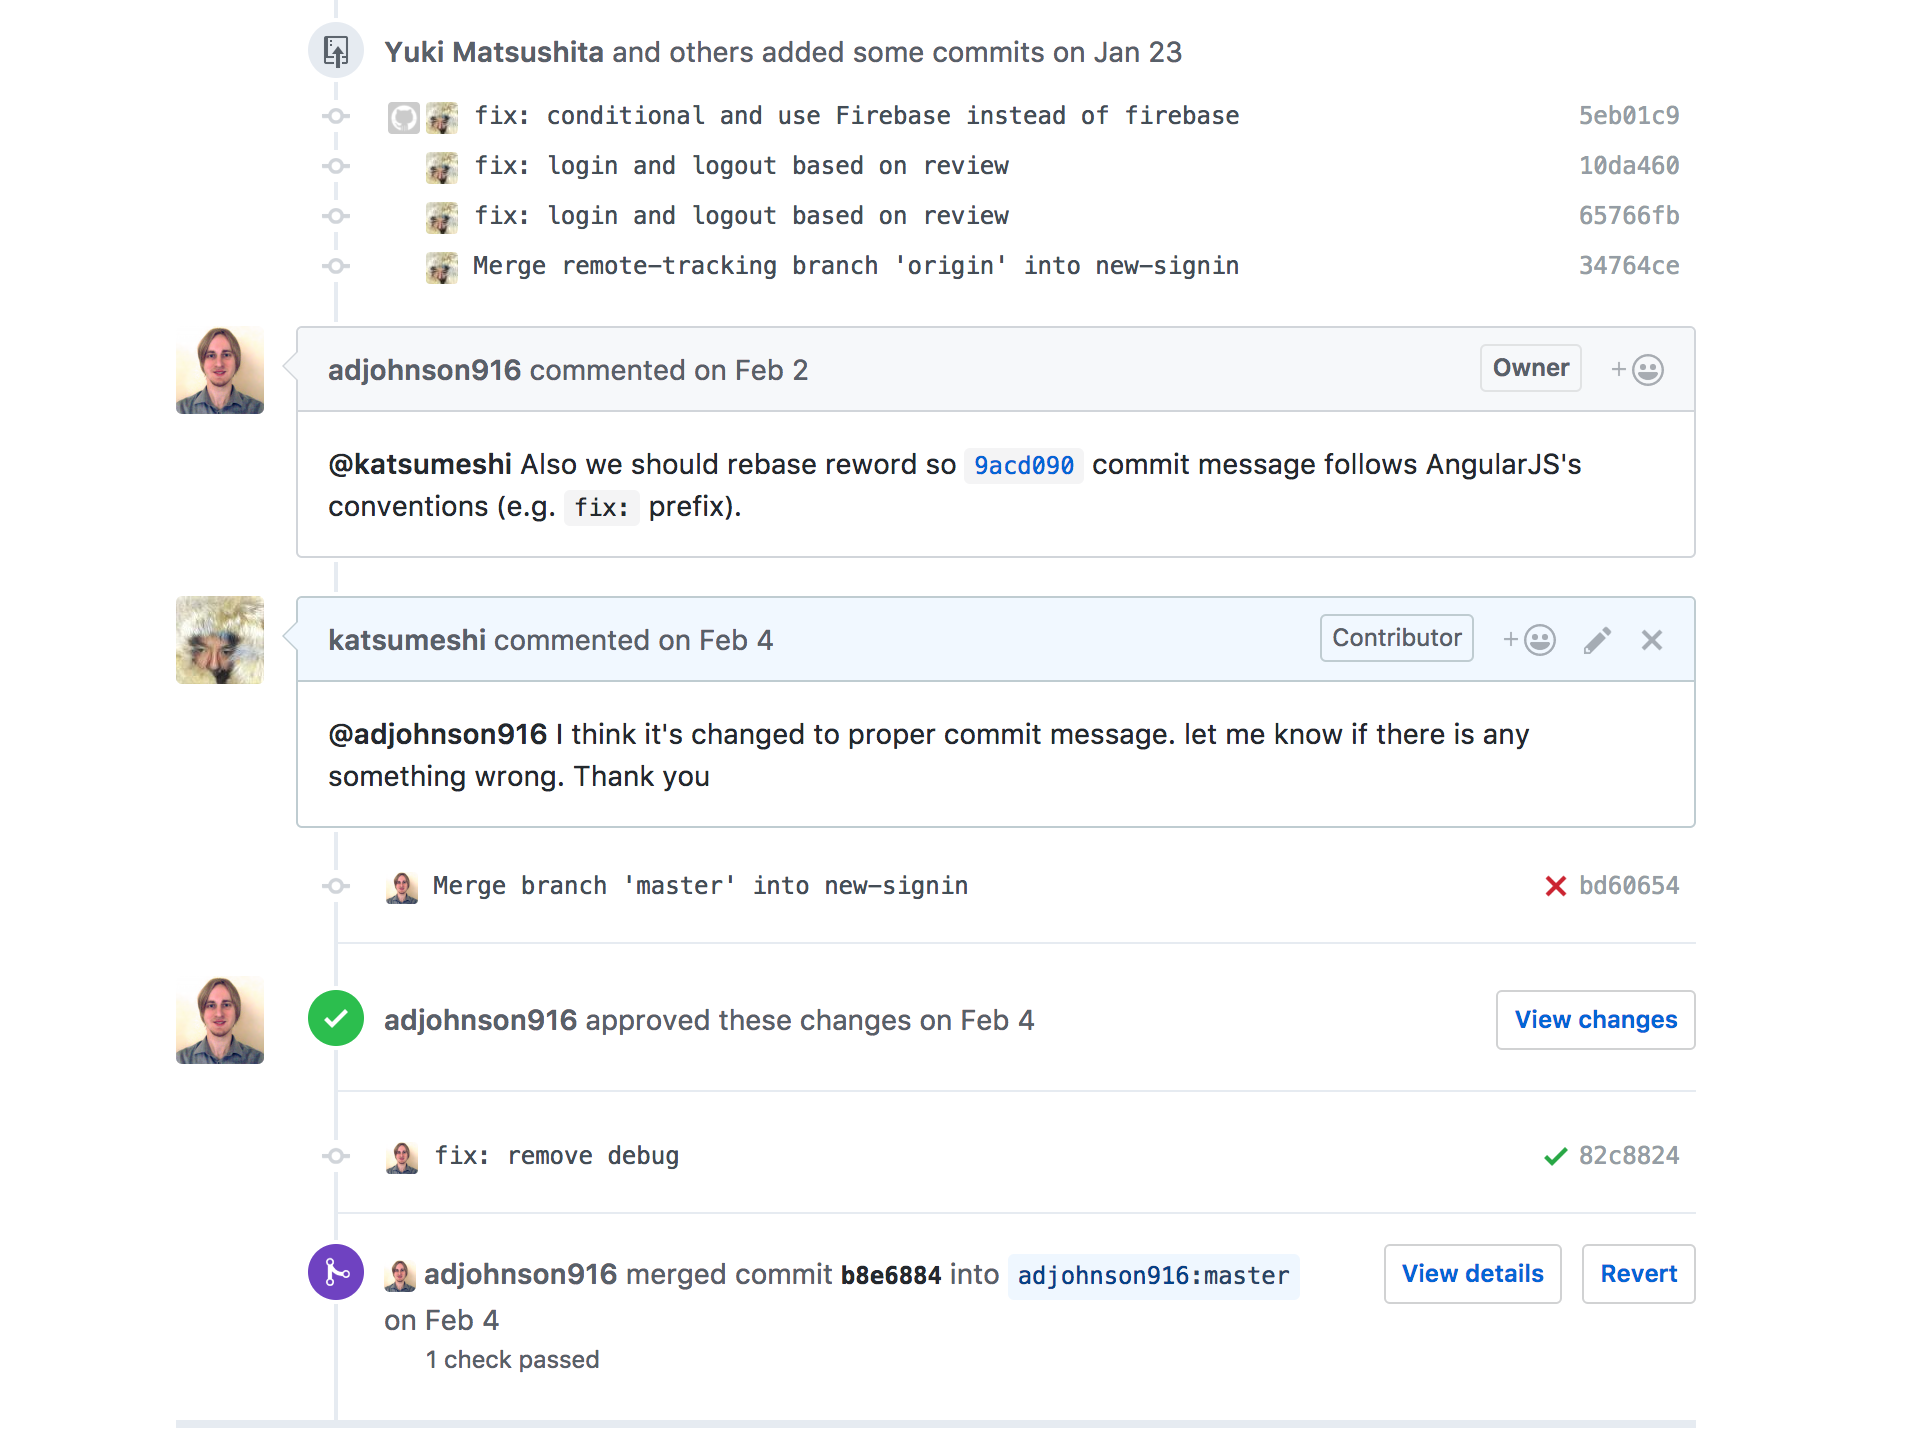 Yuki Matsushita and others added some commits on Jan 23
fix: conditional and use Firebase instead of firebase 5eb01c9
fix: login and logout based on review 10da460
fix: login and logout based on review 65766fb
Merge remote-tracking branch 'origin' into new-signin 34764ce
adjohnson916 commented on Feb 2 Owner +
@katsumeshi Also we should rebase reword so 9acd090 commit message follows AngularJS's
conventions (e.g. fix: prefix).
katsumeshi commented on Feb 4 Contributor +
@adjohnson916 I think it's changed to proper commit message. let me know if there is any
something wrong. Thank you
Merge branch 'master' into new-signin bd60654
adjohnson916 approved these changes on Feb 4 View changes
fix: remove debug 82c8824
adjohnson916 merged commit b8e6884 into adjohnson916:master View details Revert
on Feb 4
1 check passed